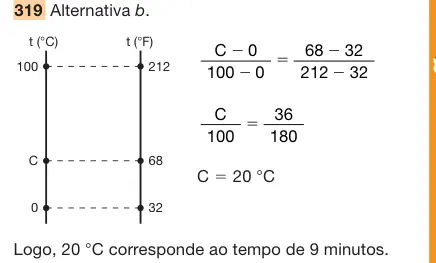 319 Alternativa b.
t (°C) t (°F)
100 212
C 68
0 32
C − 0 / 100 − 0 = 68 − 32 / 212 − 32
C / 100 = 36 / 180
C = 20 °C
Logo, 20 °C corresponde ao tempo de 9 minutos.